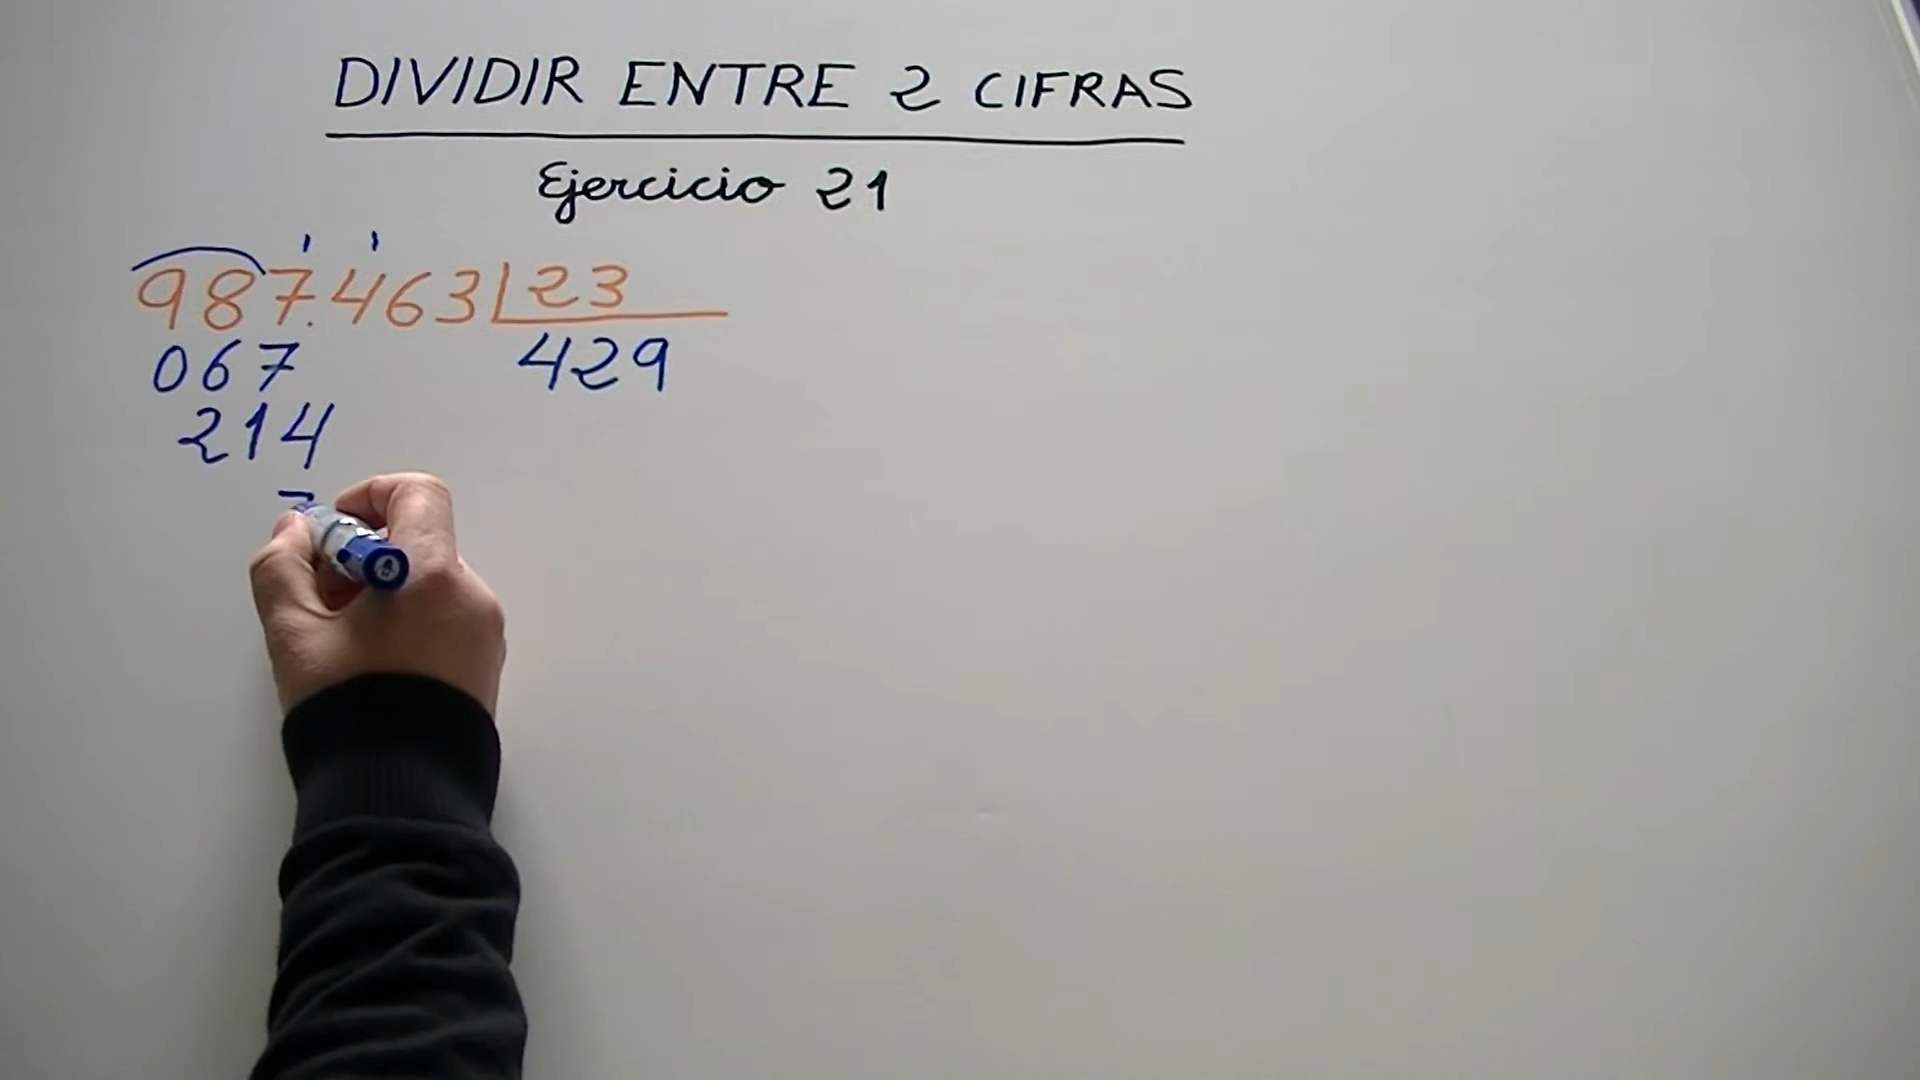 DIVIDIR ENTRE 2 CIFRAS
Ejercicio 21
987.463 23
067 429
214